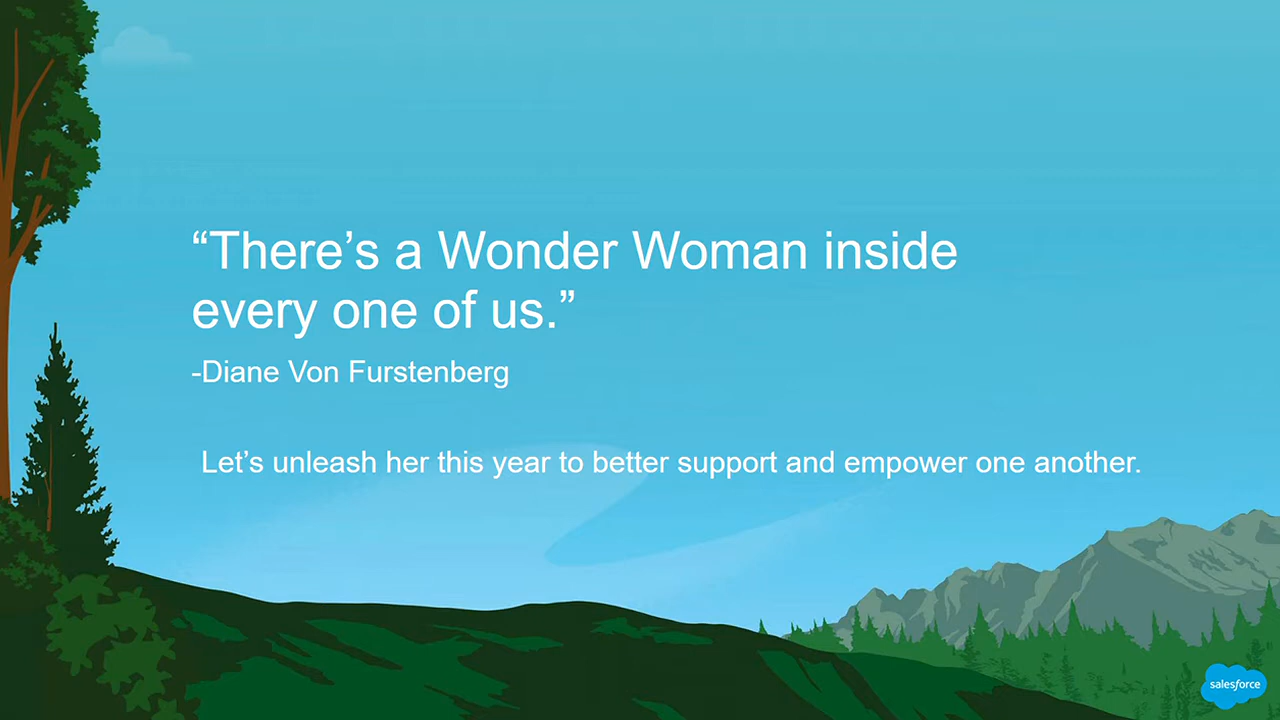 “There’s a Wonder Woman inside
every one of us.”
-Diane Von Furstenberg
Let’s unleash her this year to better support and empower one another.
salesforce